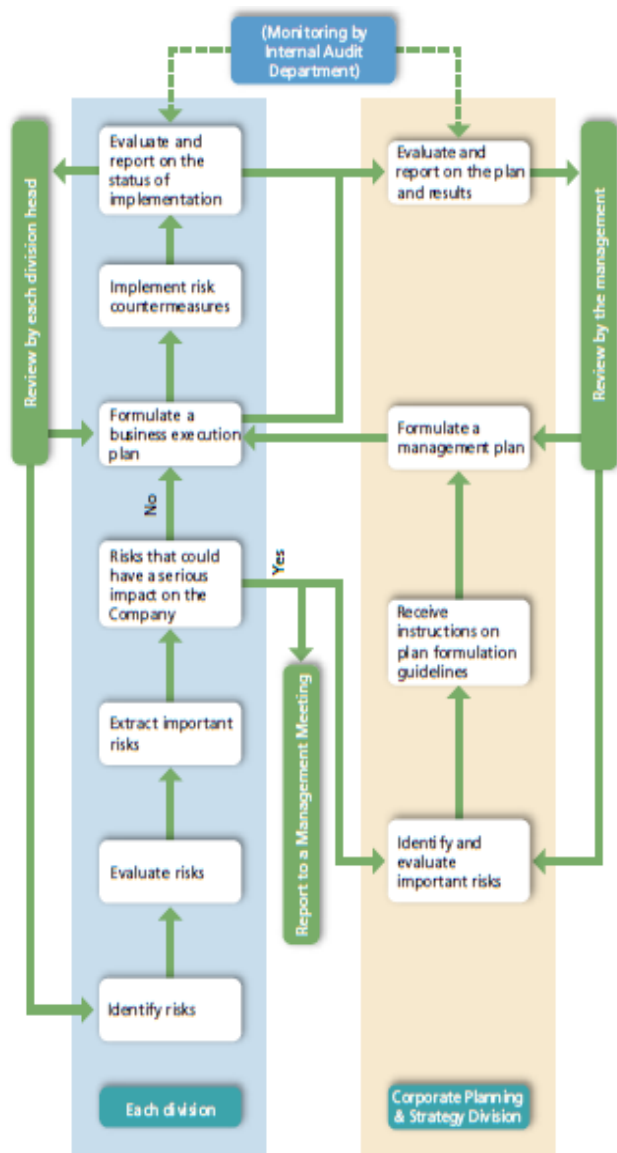 (Monitoring by
Internal Audit
Department)
Review by each division head
Evaluate and
report on the
status of
implementation
Evaluate and
report on the plan
and results
Review by the management
Implement risk
countermeasures
Formulate a
business execution
plan
Formulate a
management plan
No
Risks that could
have a serious
impact on the
Company
Yes
Receive
instructions on
plan formulation
guidelines
Report to a Management Meeting
Extract important
risks
Evaluate risks
Identify and
evaluate
important risks
Identify risks
Each division
Corporate Planning
& Strategy Division